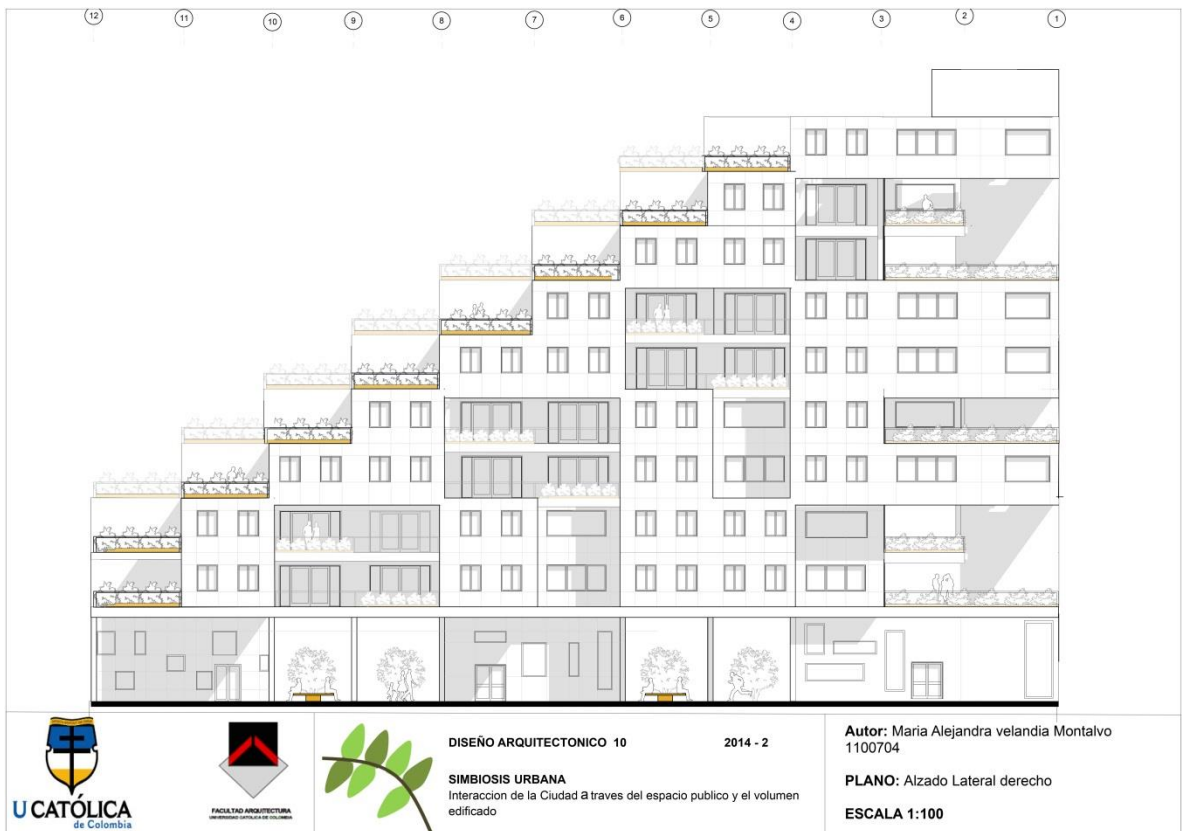 12 11 10 9 8 7 6 5 4 3 2 1
U CATÓLICA
de Colombia
FACULTAD ARQUITECTURA
UNIVERSIDAD CATÓLICA DE COLOMBIA
DISEÑO ARQUITECTONICO 10 2014 - 2
SIMBIOSIS URBANA
Interaccion de la Ciudad a traves del espacio publico y el volumen
edificado
Autor: Maria Alejandra velandia Montalvo
1100704
PLANO: Alzado Lateral derecho
ESCALA 1:100